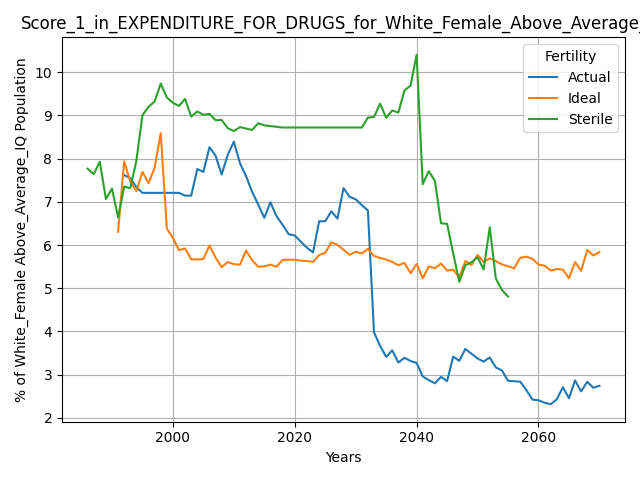 Score_1_in_EXPENDITURE_FOR_DRUGS_for_White_Female_Above_Average_
% of White_Female Above_Average_IQ Population
10
9
8
7
6
5
4
3
2
2000 2020 2040 2060
Years
Fertility
Actual
Ideal
Sterile